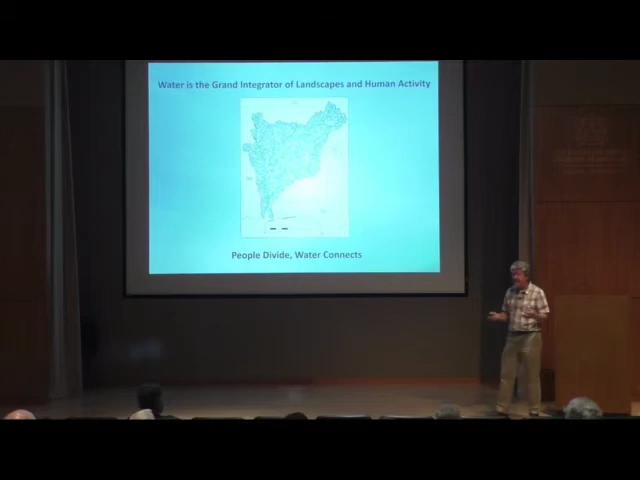 Water is the Grand Integrator of Landscapes and Human Activity
People Divide, Water Connects